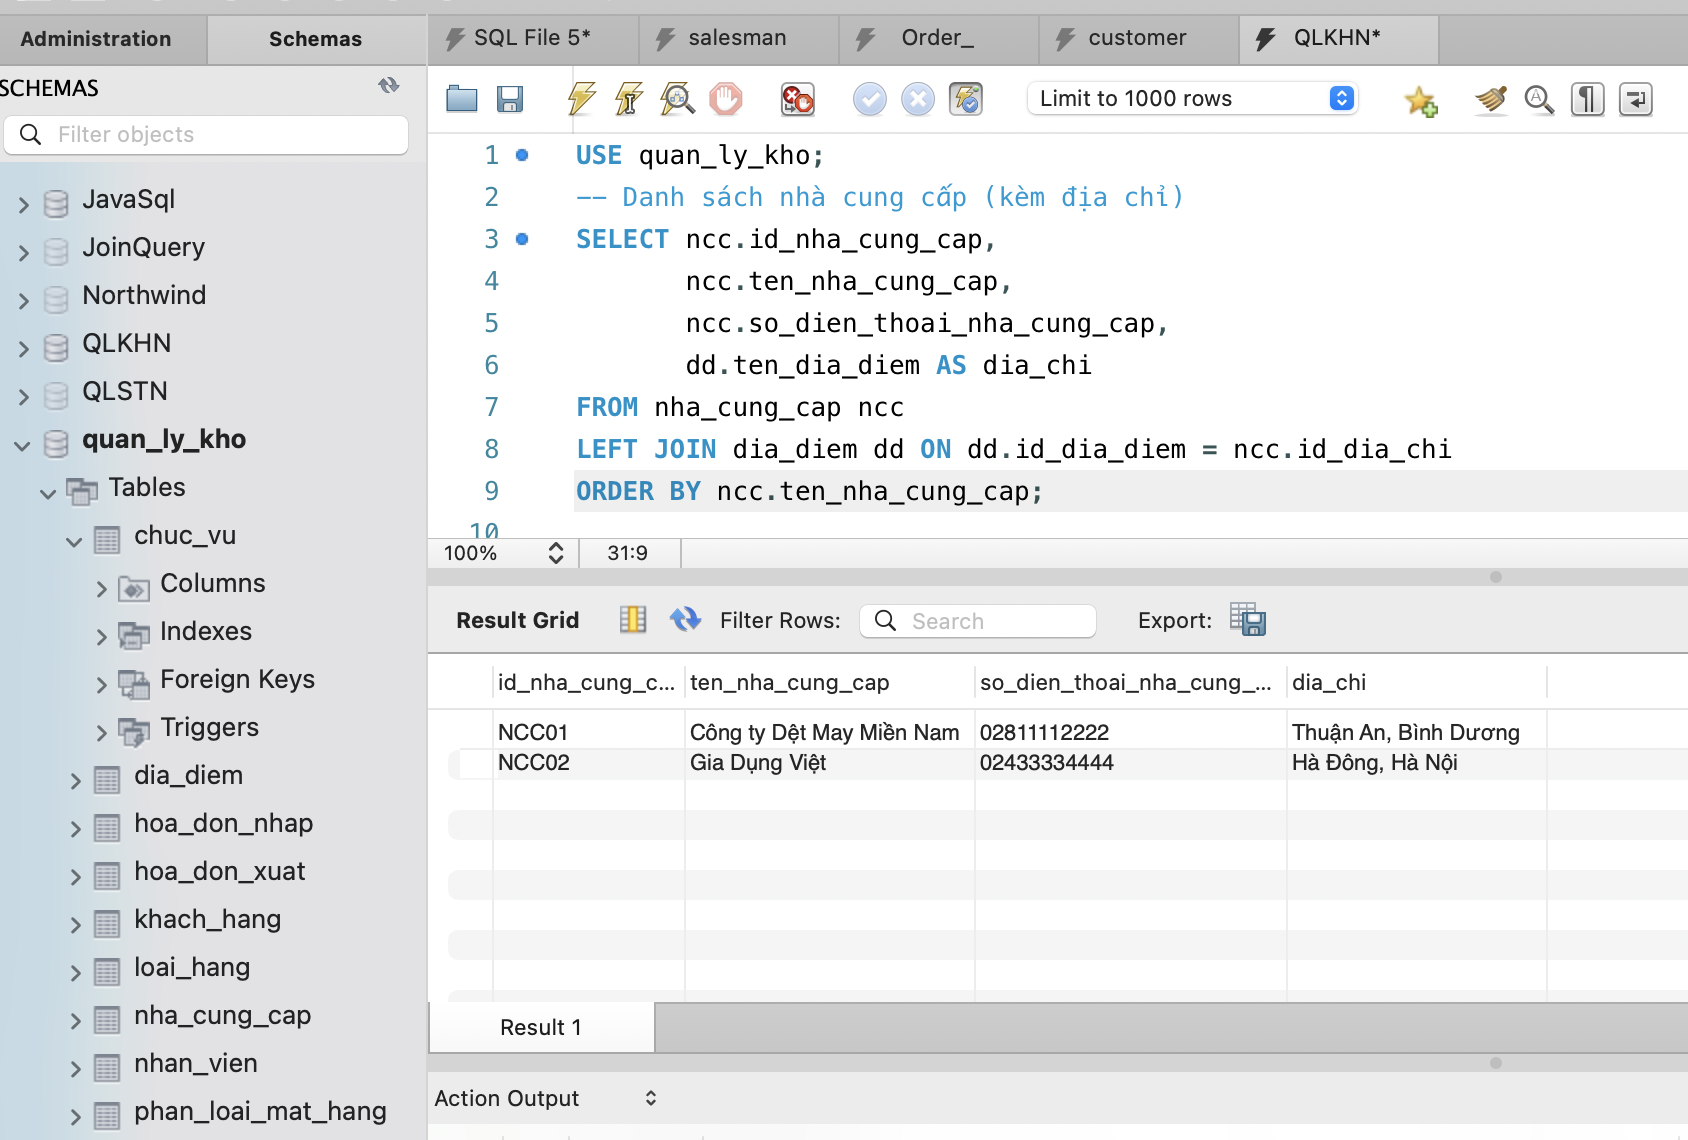 Administration
Schemas
SQL File 5*
salesman
Order_
customer
QLKHN*
SCHEMAS
Filter objects
Limit to 1000 rows
JavaSql
JoinQuery
Northwind
QLKHN
QLSTN
quan_ly_kho
Tables
chuc_vu
Columns
Indexes
Foreign Keys
Triggers
dia_diem
hoa_don_nhap
hoa_don_xuat
khach_hang
loai_hang
nha_cung_cap
nhan_vien
phan_loai_mat_hang
1 USE quan_ly_kho;
2 -- Danh sách nhà cung cấp (kèm địa chỉ)
3 SELECT ncc.id_nha_cung_cap,
4 ncc.ten_nha_cung_cap,
5 ncc.so_dien_thoai_nha_cung_cap,
6 dd.ten_dia_diem AS dia_chi
7 FROM nha_cung_cap ncc
8 LEFT JOIN dia_diem dd ON dd.id_dia_diem = ncc.id_dia_chi
9 ORDER BY ncc.ten_nha_cung_cap;
10
100% 31:9
Result Grid Filter Rows: Search Export:
id_nha_cung_c... ten_nha_cung_cap so_dien_thoai_nha_cung_... dia_chi
NCC01 Công ty Dệt May Miền Nam 02811112222 Thuận An, Bình Dương
NCC02 Gia Dụng Việt 02433334444 Hà Đông, Hà Nội
Result 1
Action Output